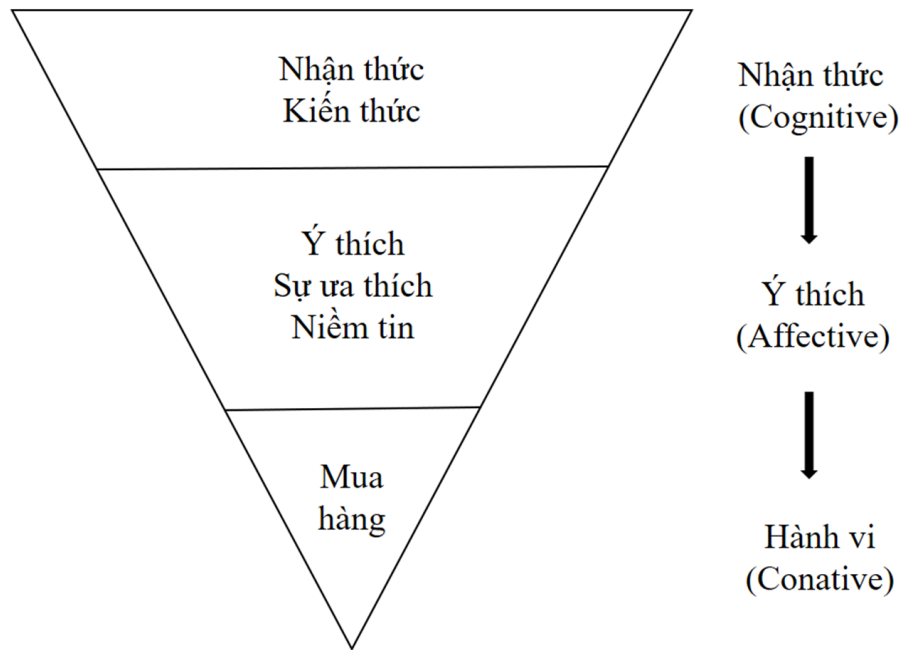 Nhận thức
Kiến thức
Nhận thức
(Cognitive)
Ý thích
Sự ưa thích
Niềm tin
Ý thích
(Affective)
Mua
hàng
Hành vi
(Conative)